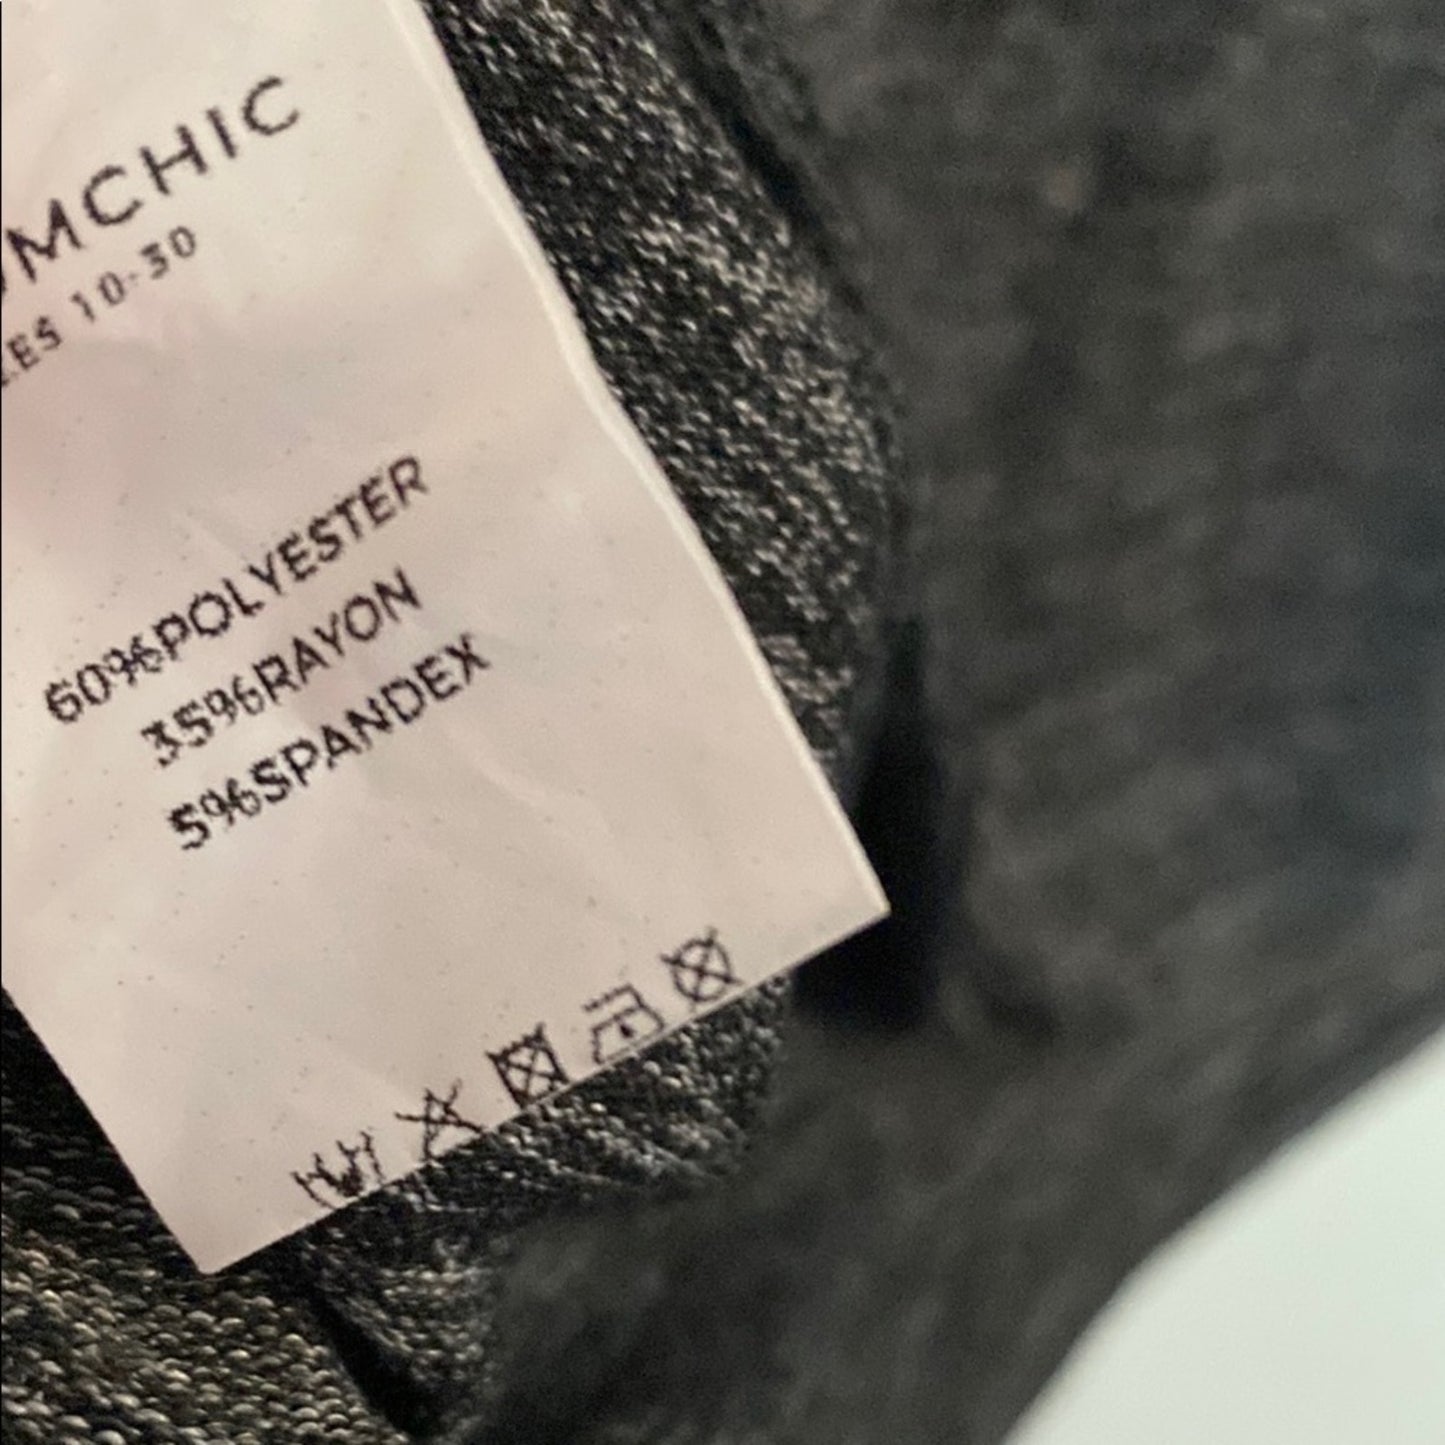 MCHIC
ES 10-30
60%POLYESTER
35%RAYON
5%SPANDEX